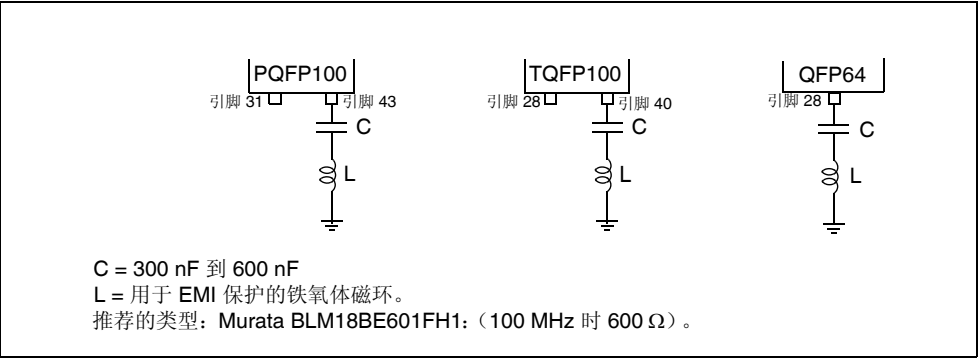 PQFP100 TQFP100 QFP64
引脚 31 引脚 43 引脚 28 引脚 40 引脚 28
C C C
L L L
C = 300 nF 到 600 nF
L = 用于 EMI 保护的铁氧体磁环。
推荐的类型：Murata BLM18BE601FH1:（100 MHz 时 600 Ω）。